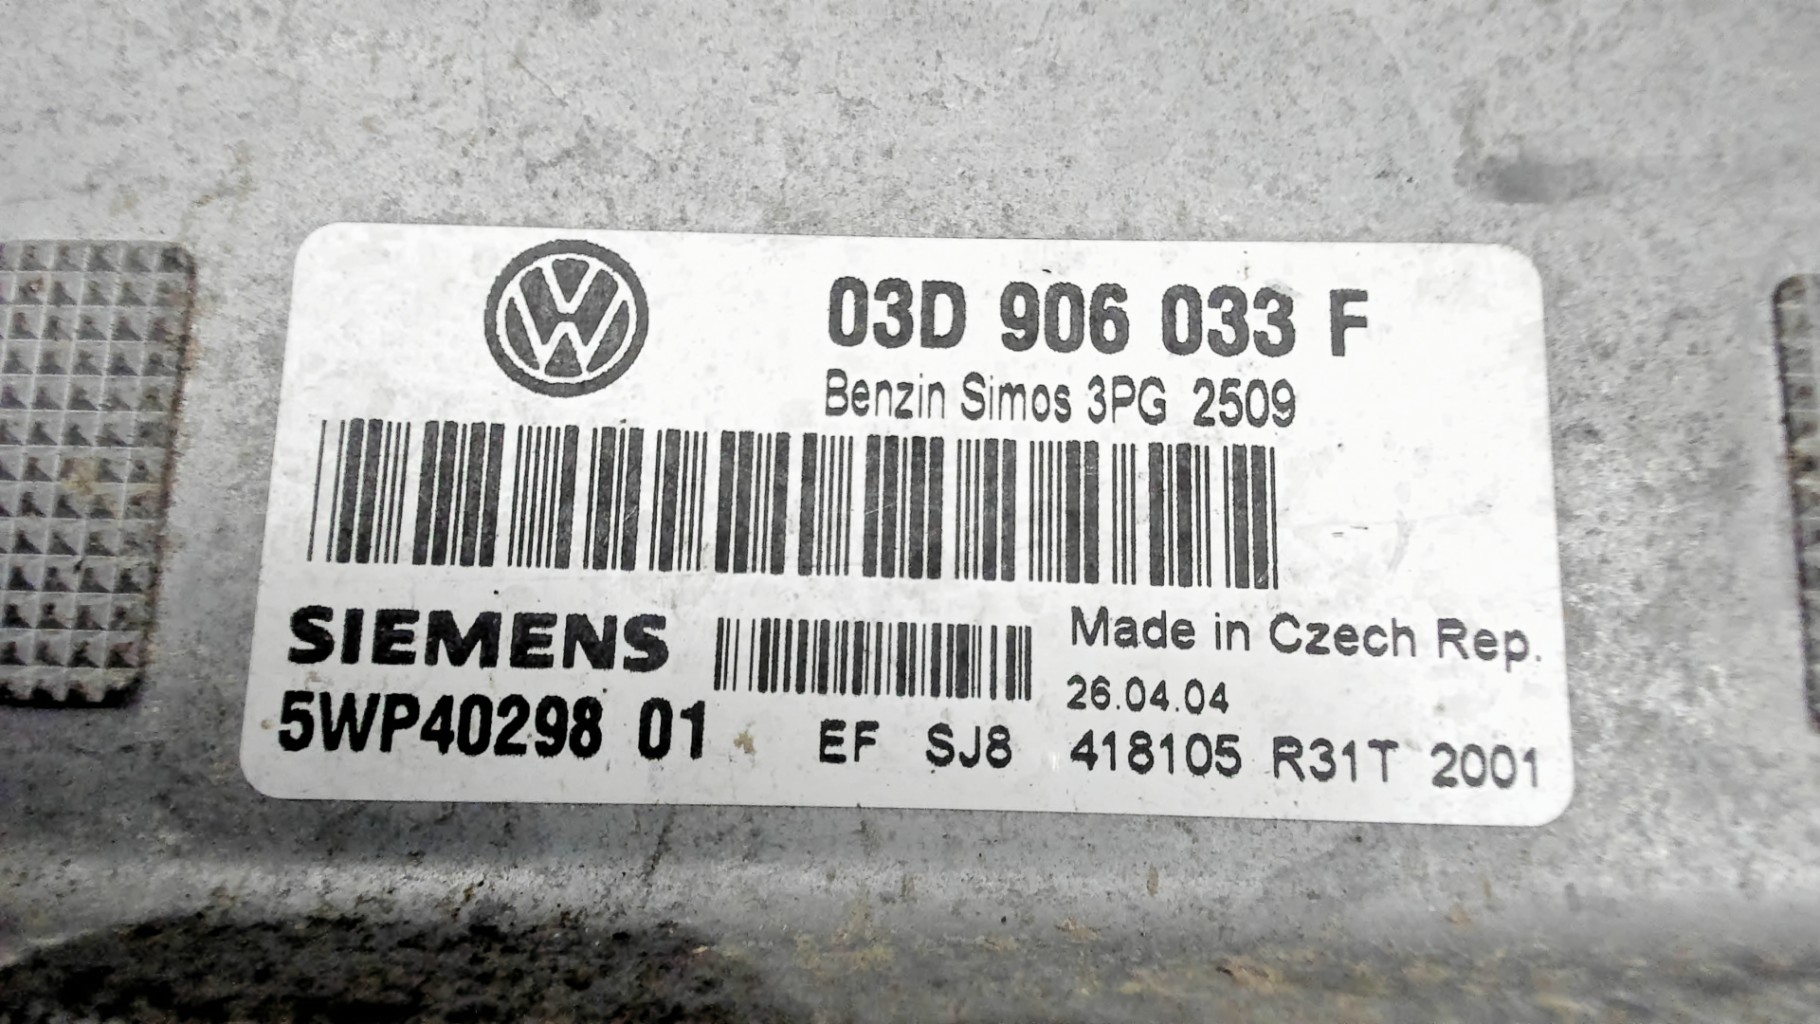 03D 906 033 F
Benzin Simos 3PG 2509
SIEMENS
Made in Czech Rep.
26.04.04
5WP40298 01
EF SJ8 418105 R31T 2001